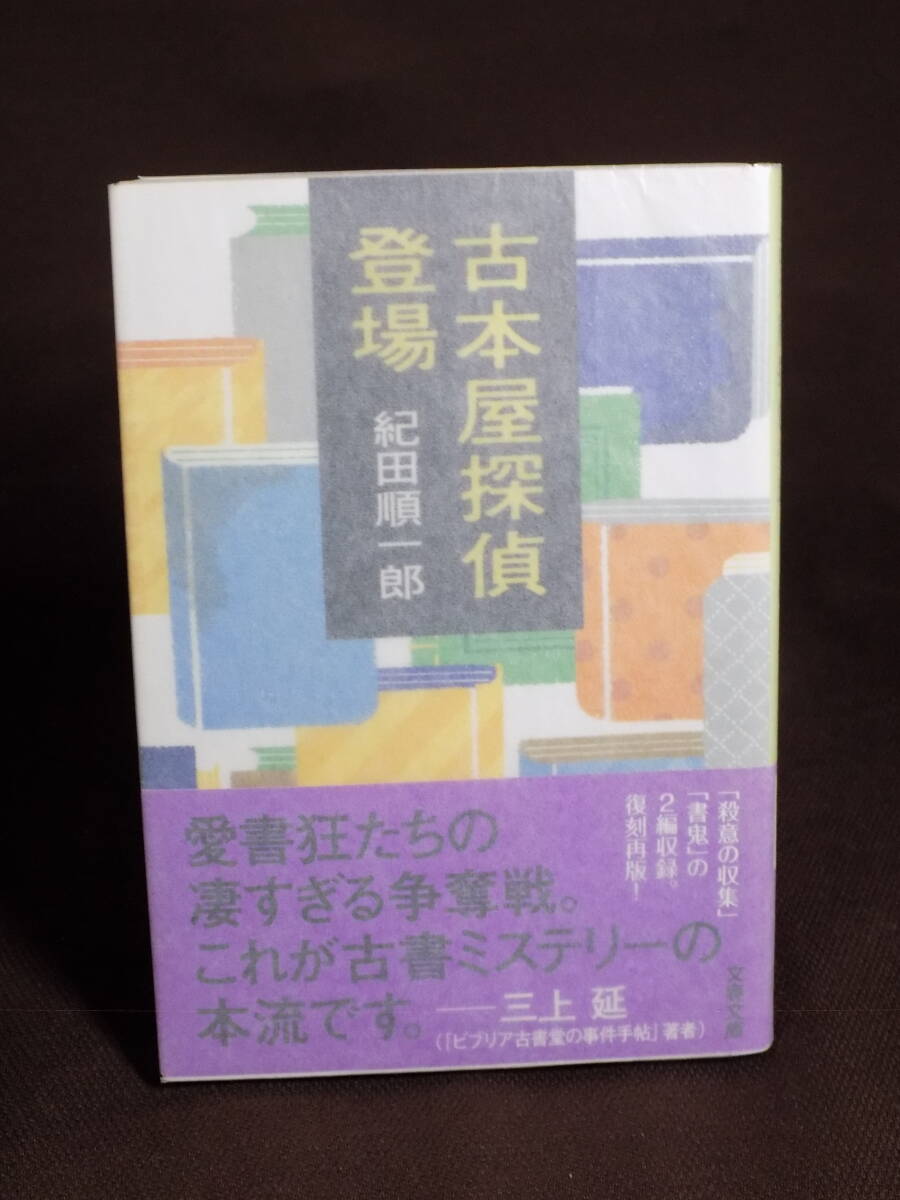 古本屋探偵
登場
紀田順一郎
「殺意の収集」
「書鬼」の
2編収録。
復刻再版!
愛書狂たちの
凄すぎる争奪戦。
これが古書ミステリーの
本流です。
——三上 延
(「ビブリア古書堂の事件手帖」著者)
文春文庫